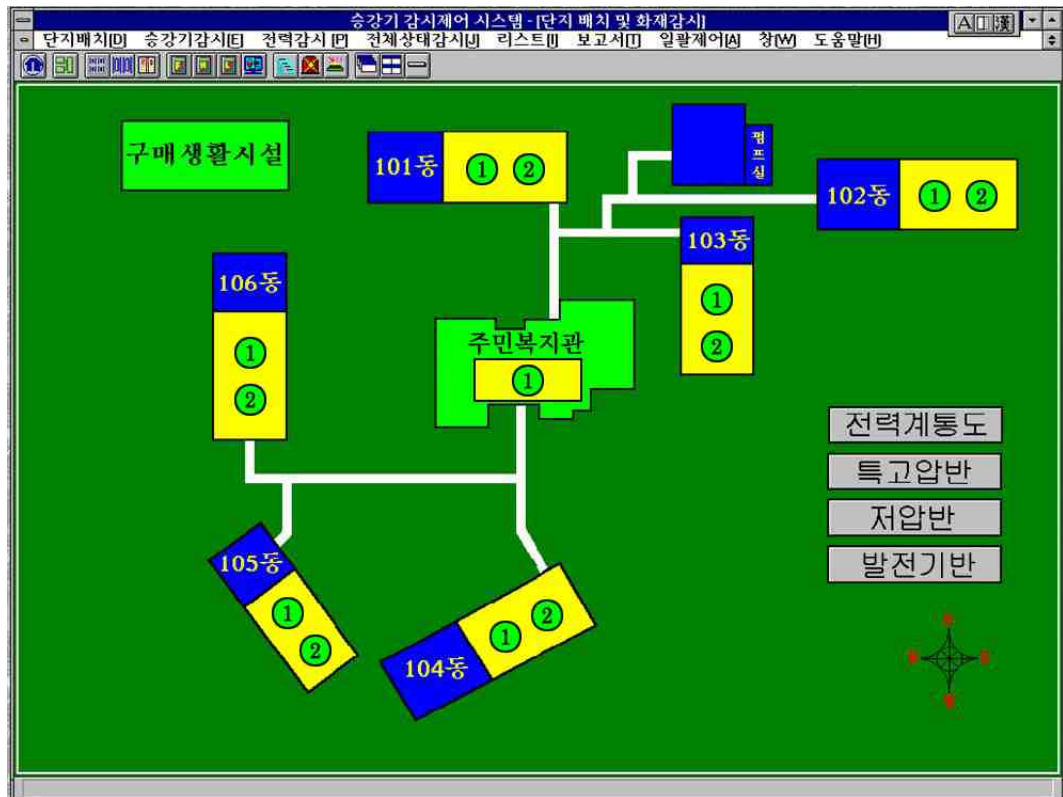 승강기 감시제어 시스템 - [단지 배치 및 화재감시]
A 漢
단지배치[D] 승강기감시[E] 전력감시 [P] 전체상태감시[J] 리스트[I] 보고서[T] 일괄제어[A] 창[W] 도움말[H]
구매생활시설
101동 1 2
펌프실
102동 1 2
103동
1
2
106동
1
2
주민복지관
1
전력계통도
특고압반
저압반
발전기반
105동
1
2
104동 1 2